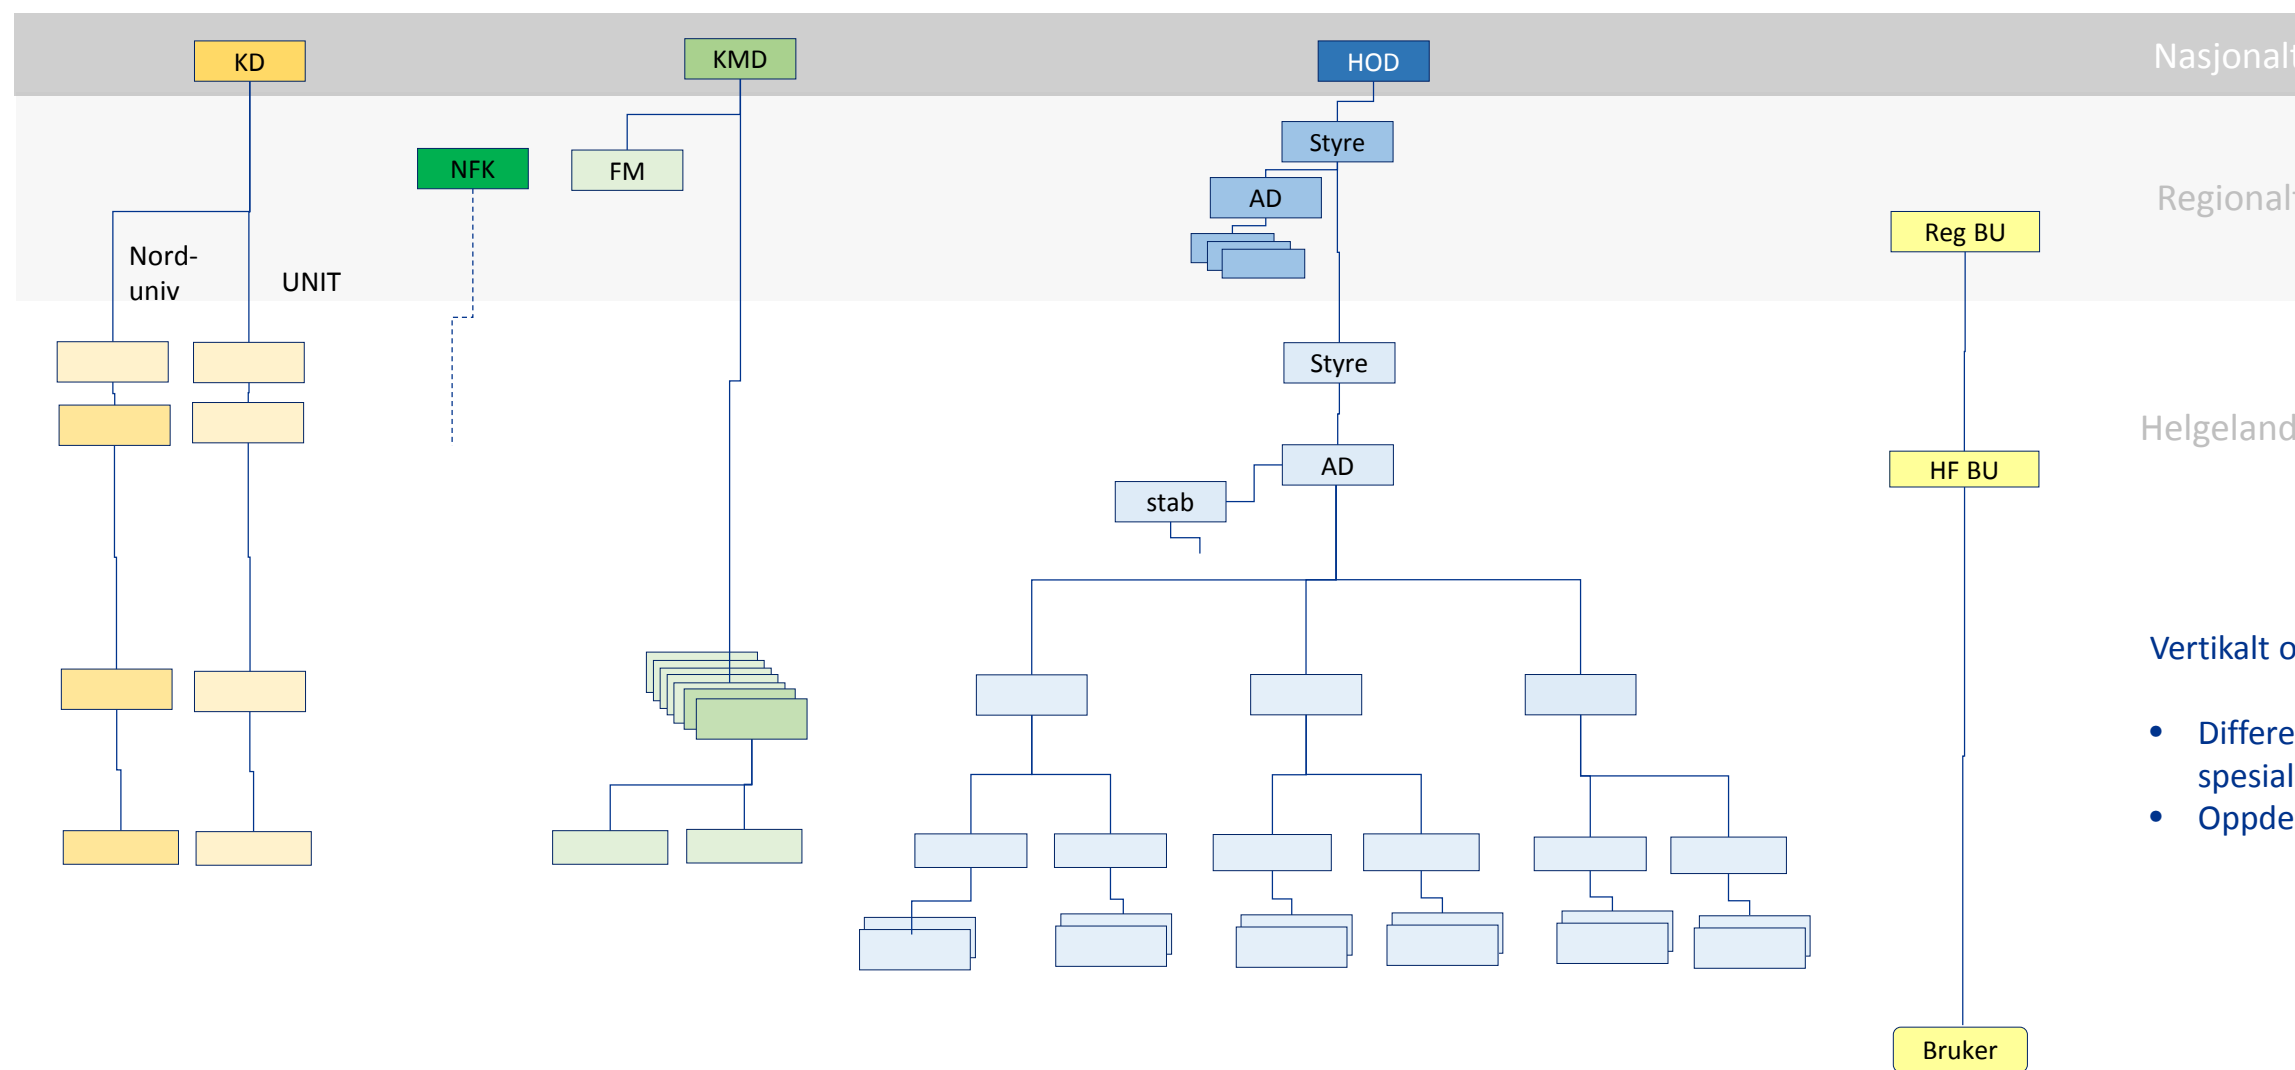 KD
KMD
HOD
Nasjonalt
Styre
NFK
FM
AD
Regionalt
Reg BU
Nord-
univ
UNIT
Styre
Helgeland
AD
HF BU
stab
Vertikalt o
• Differe
spesial
• Oppde
Bruker